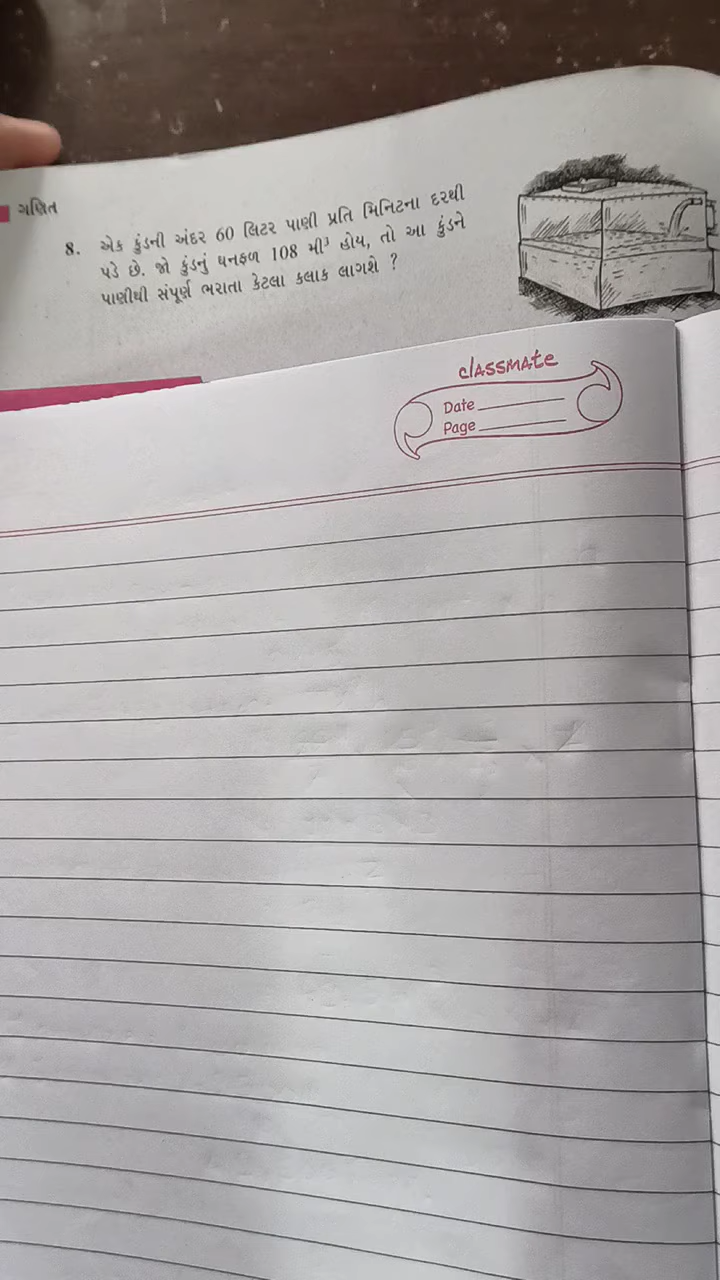 ગણિત
8. એક કુંડની અંદર 60 લિટર પાણી પ્રતિ મિનિટના દરથી
પડે છે. જો કુંડનું ઘનફળ 108 મી³ હોય, તો આ કુંડને
પાણીથી સંપૂર્ણ ભરાતા કેટલા કલાક લાગશે ?
classmate
Date
Page